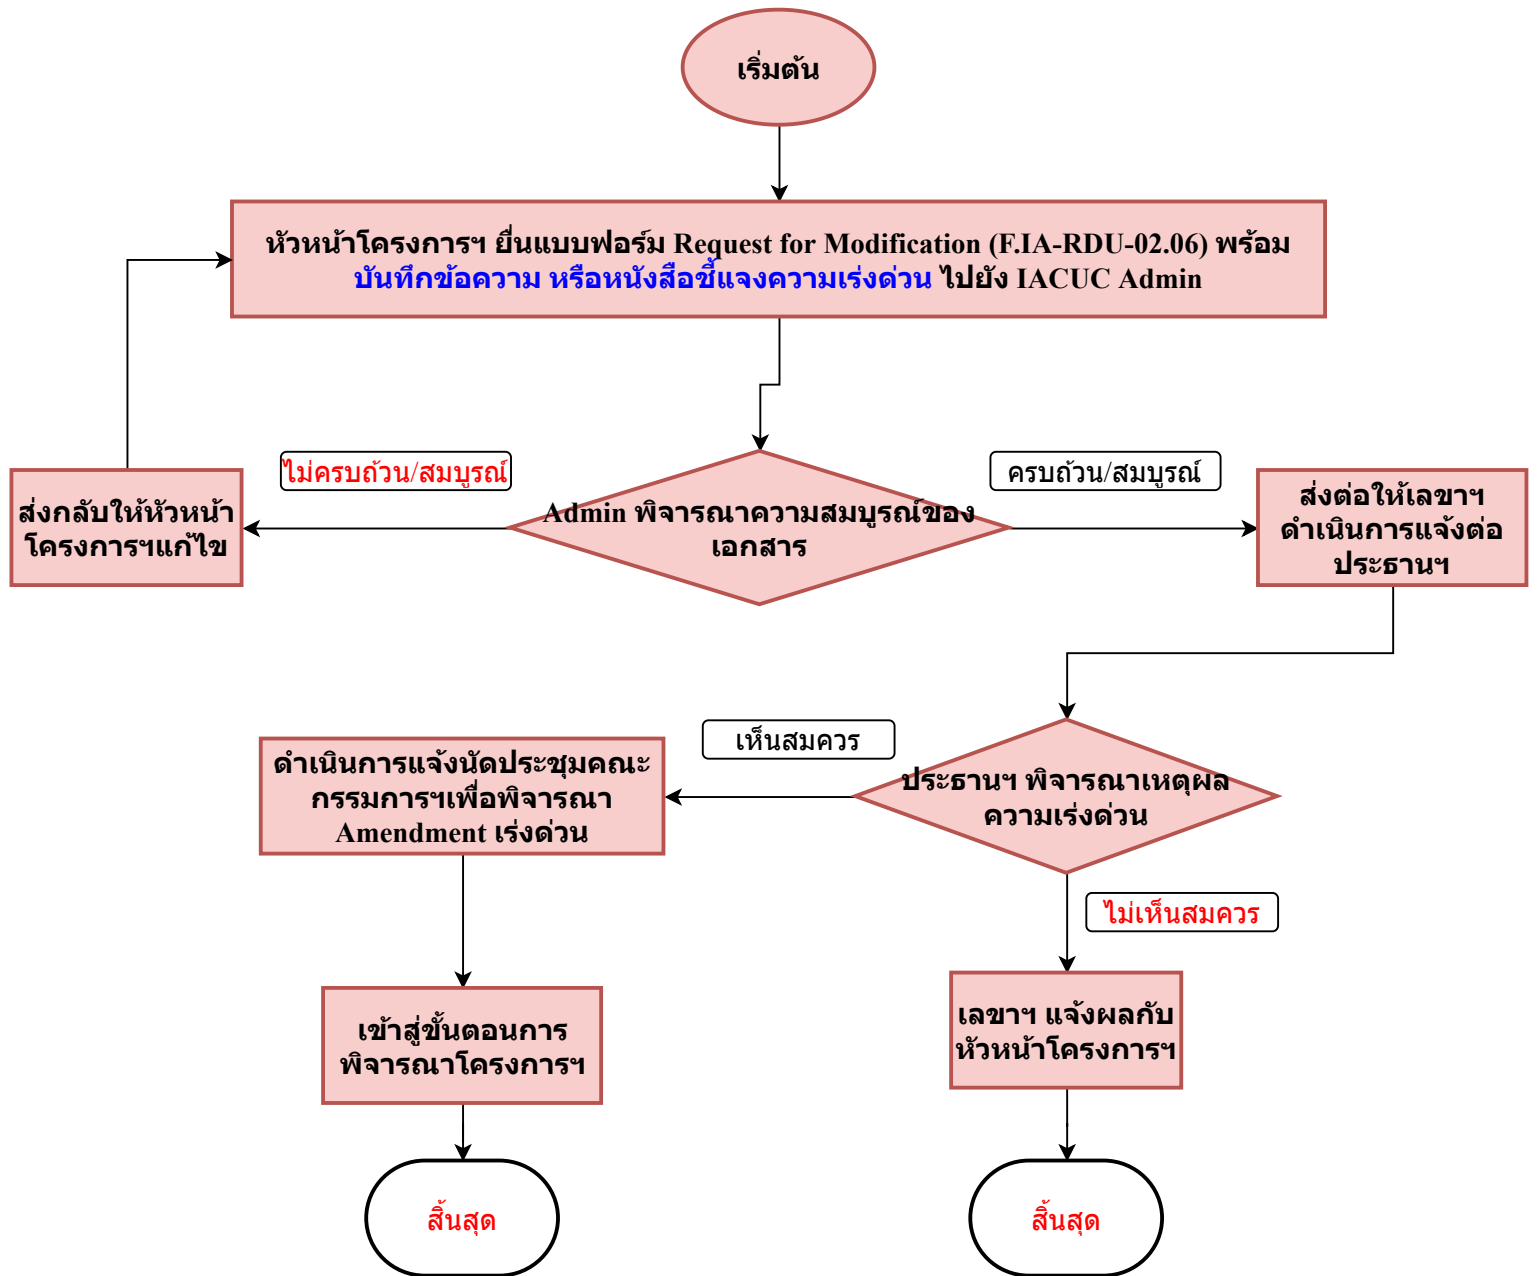 เริ่มต้น
หัวหน้าโครงการฯ ยื่นแบบฟอร์ม Request for Modification (F.IA-RDU-02.06) พร้อม
บันทึกข้อความ หรือหนังสือชี้แจงความเร่งด่วน ไปยัง IACUC Admin
ไม่ครบถ้วน/สมบูรณ์
ครบถ้วน/สมบูรณ์
ส่งกลับให้หัวหน้า
โครงการฯแก้ไข
Admin พิจารณาความสมบูรณ์ของ
เอกสาร
ส่งต่อให้เลขาฯ
ดำเนินการแจ้งต่อ
ประธานฯ
เห็นสมควร
ดำเนินการแจ้งนัดประชุมคณะ
กรรมการฯเพื่อพิจารณา
Amendment เร่งด่วน
ประธานฯ พิจารณาเหตุผล
ความเร่งด่วน
ไม่เห็นสมควร
เข้าสู่ขั้นตอนการ
พิจารณาโครงการฯ
เลขาฯ แจ้งผลกับ
หัวหน้าโครงการฯ
สิ้นสุด
สิ้นสุด